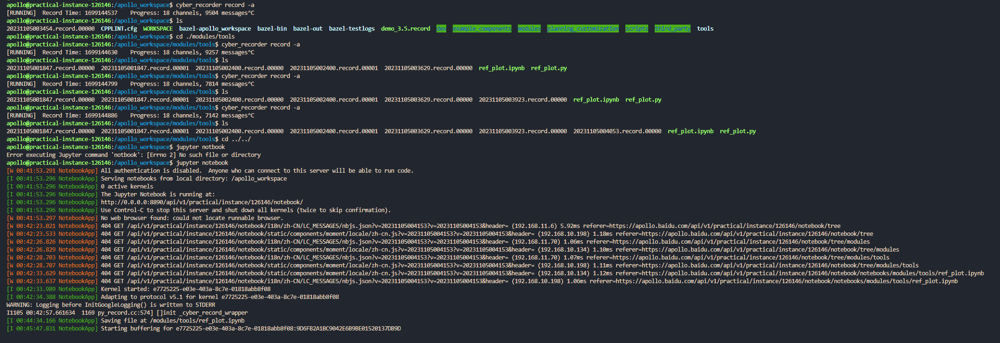 apollo@practical-instance-126146:/apollo_workspace$ cyber_recorder record -a
[RUNNING]  Record Time: 1699144537    Progress: 18 channels, 9504 messages^C
apollo@practical-instance-126146:/apollo_workspace$ ls
20231105003454.record.00000  CPPLINT.cfg  WORKSPACE  bazel-apollo_workspace  bazel-bin  bazel-out  bazel-testlogs  demo_3.5.record  dev  example_components  modules  planning_customization  scripts  third_party  tools
apollo@practical-instance-126146:/apollo_workspace$ cd ./modules/tools
apollo@practical-instance-126146:/apollo_workspace/modules/tools$ cyber_recorder record -a
[RUNNING]  Record Time: 1699144630    Progress: 18 channels, 9257 messages^C
apollo@practical-instance-126146:/apollo_workspace/modules/tools$ ls
20231105001847.record.00000  20231105001847.record.00001  20231105002400.record.00000  20231105002400.record.00001  20231105003629.record.00000  ref_plot.ipynb  ref_plot.py
apollo@practical-instance-126146:/apollo_workspace/modules/tools$ cyber_recorder record -a
[RUNNING]  Record Time: 1699144799    Progress: 18 channels, 7814 messages^C
apollo@practical-instance-126146:/apollo_workspace/modules/tools$ ls
20231105001847.record.00000  20231105001847.record.00001  20231105002400.record.00000  20231105002400.record.00001  20231105003629.record.00000  20231105003923.record.00000  ref_plot.ipynb  ref_plot.py
apollo@practical-instance-126146:/apollo_workspace/modules/tools$ cyber_recorder record -a
[RUNNING]  Record Time: 1699144886    Progress: 18 channels, 7142 messages^C
apollo@practical-instance-126146:/apollo_workspace/modules/tools$ ls
20231105001847.record.00000  20231105001847.record.00001  20231105002400.record.00000  20231105002400.record.00001  20231105003629.record.00000  20231105003923.record.00000  20231105004053.record.00000  ref_plot.ipynb  ref_plot.py
apollo@practical-instance-126146:/apollo_workspace/modules/tools$ cd ../../
apollo@practical-instance-126146:/apollo_workspace$ jupyter notbook
Error executing Jupyter command 'notbook': [Errno 2] No such file or directory
apollo@practical-instance-126146:/apollo_workspace$ jupyter notebook
[W 00:41:53.291 NotebookApp] All authentication is disabled.  Anyone who can connect to this server will be able to run code.
[I 00:41:53.296 NotebookApp] Serving notebooks from local directory: /apollo_workspace
[I 00:41:53.296 NotebookApp] 0 active kernels
[I 00:41:53.296 NotebookApp] The Jupyter Notebook is running at:
[I 00:41:53.296 NotebookApp] http://0.0.0.0:8890/api/v1/practical/instance/126146/notebook/
[I 00:41:53.296 NotebookApp] Use Control-C to stop this server and shut down all kernels (twice to skip confirmation).
[W 00:41:53.297 NotebookApp] No web browser found: could not locate runnable browser.
[W 00:42:23.021 NotebookApp] 404 GET /api/v1/practical/instance/126146/notebook/i18n/zh-CN/LC_MESSAGES/nbjs.json?v=20231105004153?v=20231105004153&header= (192.168.11.6) 5.92ms referer=https://apollo.baidu.com/api/v1/practical/instance/126146/notebook/tree
[W 00:42:23.533 NotebookApp] 404 GET /api/v1/practical/instance/126146/notebook/static/components/moment/locale/zh-cn.js?v=20231105004153?v=20231105004153&header= (192.168.10.198) 1.18ms referer=https://apollo.baidu.com/api/v1/practical/instance/126146/notebook/tree
[W 00:42:26.826 NotebookApp] 404 GET /api/v1/practical/instance/126146/notebook/i18n/zh-CN/LC_MESSAGES/nbjs.json?v=20231105004153?v=20231105004153&header= (192.168.11.70) 1.06ms referer=https://apollo.baidu.com/api/v1/practical/instance/126146/notebook/tree/modules
[W 00:42:26.829 NotebookApp] 404 GET /api/v1/practical/instance/126146/notebook/static/components/moment/locale/zh-cn.js?v=20231105004153?v=20231105004153&header= (192.168.10.134) 1.10ms referer=https://apollo.baidu.com/api/v1/practical/instance/126146/notebook/tree/modules
[W 00:42:28.703 NotebookApp] 404 GET /api/v1/practical/instance/126146/notebook/i18n/zh-CN/LC_MESSAGES/nbjs.json?v=20231105004153?v=20231105004153&header= (192.168.11.70) 1.07ms referer=https://apollo.baidu.com/api/v1/practical/instance/126146/notebook/tree/modules/tools
[W 00:42:28.707 NotebookApp] 404 GET /api/v1/practical/instance/126146/notebook/static/components/moment/locale/zh-cn.js?v=20231105004153?v=20231105004153&header= (192.168.10.198) 1.11ms referer=https://apollo.baidu.com/api/v1/practical/instance/126146/notebook/tree/modules/tools
[W 00:42:33.629 NotebookApp] 404 GET /api/v1/practical/instance/126146/notebook/static/components/moment/locale/zh-cn.js?v=20231105004153?v=20231105004153&header= (192.168.10.134) 1.12ms referer=https://apollo.baidu.com/api/v1/practical/instance/126146/notebook/notebooks/modules/tools/ref_plot.ipynb
[W 00:42:33.637 NotebookApp] 404 GET /api/v1/practical/instance/126146/notebook/i18n/zh-CN/LC_MESSAGES/nbjs.json?v=20231105004153?v=20231105004153&header= (192.168.10.198) 1.06ms referer=https://apollo.baidu.com/api/v1/practical/instance/126146/notebook/notebooks/modules/tools/ref_plot.ipynb
[I 00:42:33.989 NotebookApp] Kernel started: e7725225-e03e-403a-8c7e-01818abb8f08
[I 00:42:34.388 NotebookApp] Adapting to protocol v5.1 for kernel e7725225-e03e-403a-8c7e-01818abb8f08
WARNING: Logging before InitGoogleLogging() is written to STDERR
I1105 00:42:57.661634  1169 py_record.cc:574] []init _cyber_record_wrapper
[I 00:44:34.166 NotebookApp] Saving file at /modules/tools/ref_plot.ipynb
[I 00:45:47.831 NotebookApp] Starting buffering for e7725225-e03e-403a-8c7e-01818abb8f08:9D6FB2A1BC9042E6B9BE01520137DB9D